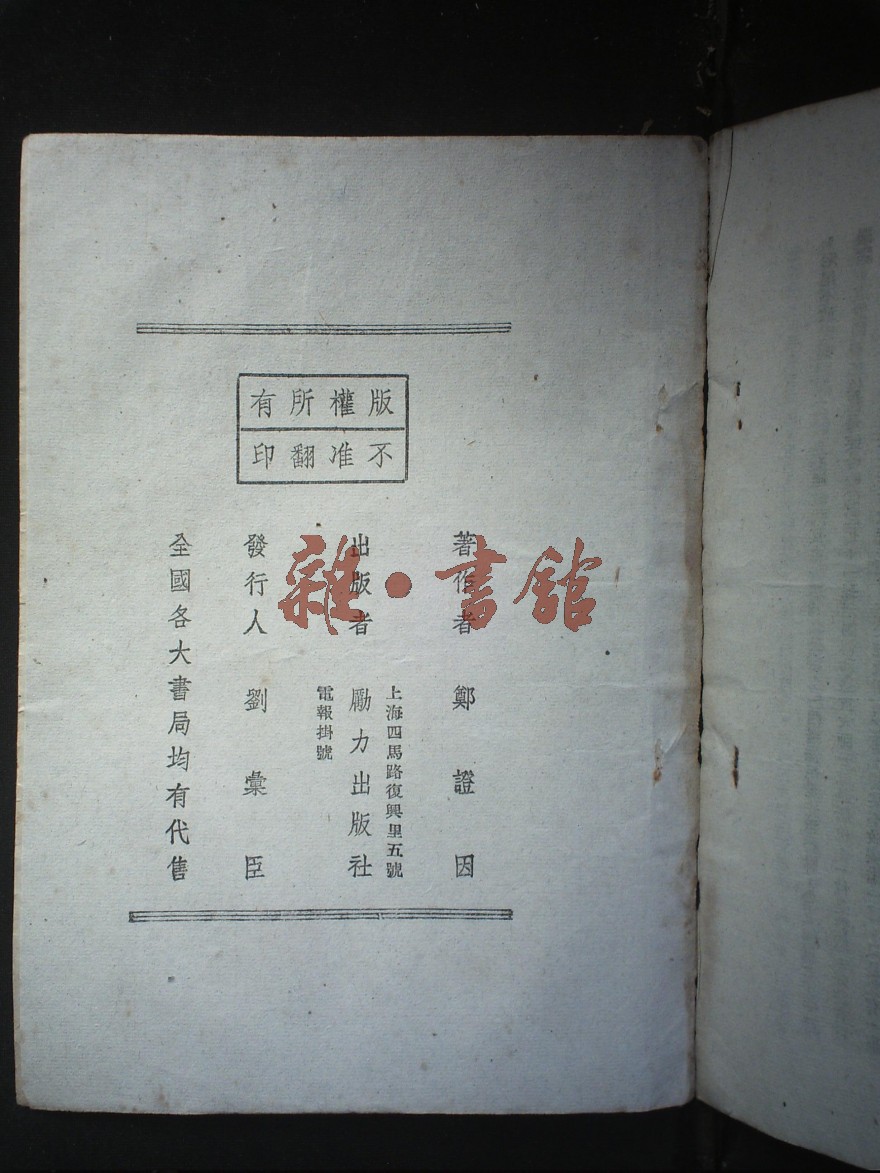 版權所有
不准翻印
著作者 鄭證因
上海四馬路復興里五號
出版者 勵力出版社
電報掛號
發行人 劉彙臣
全國各大書局均有代售
雜·書館